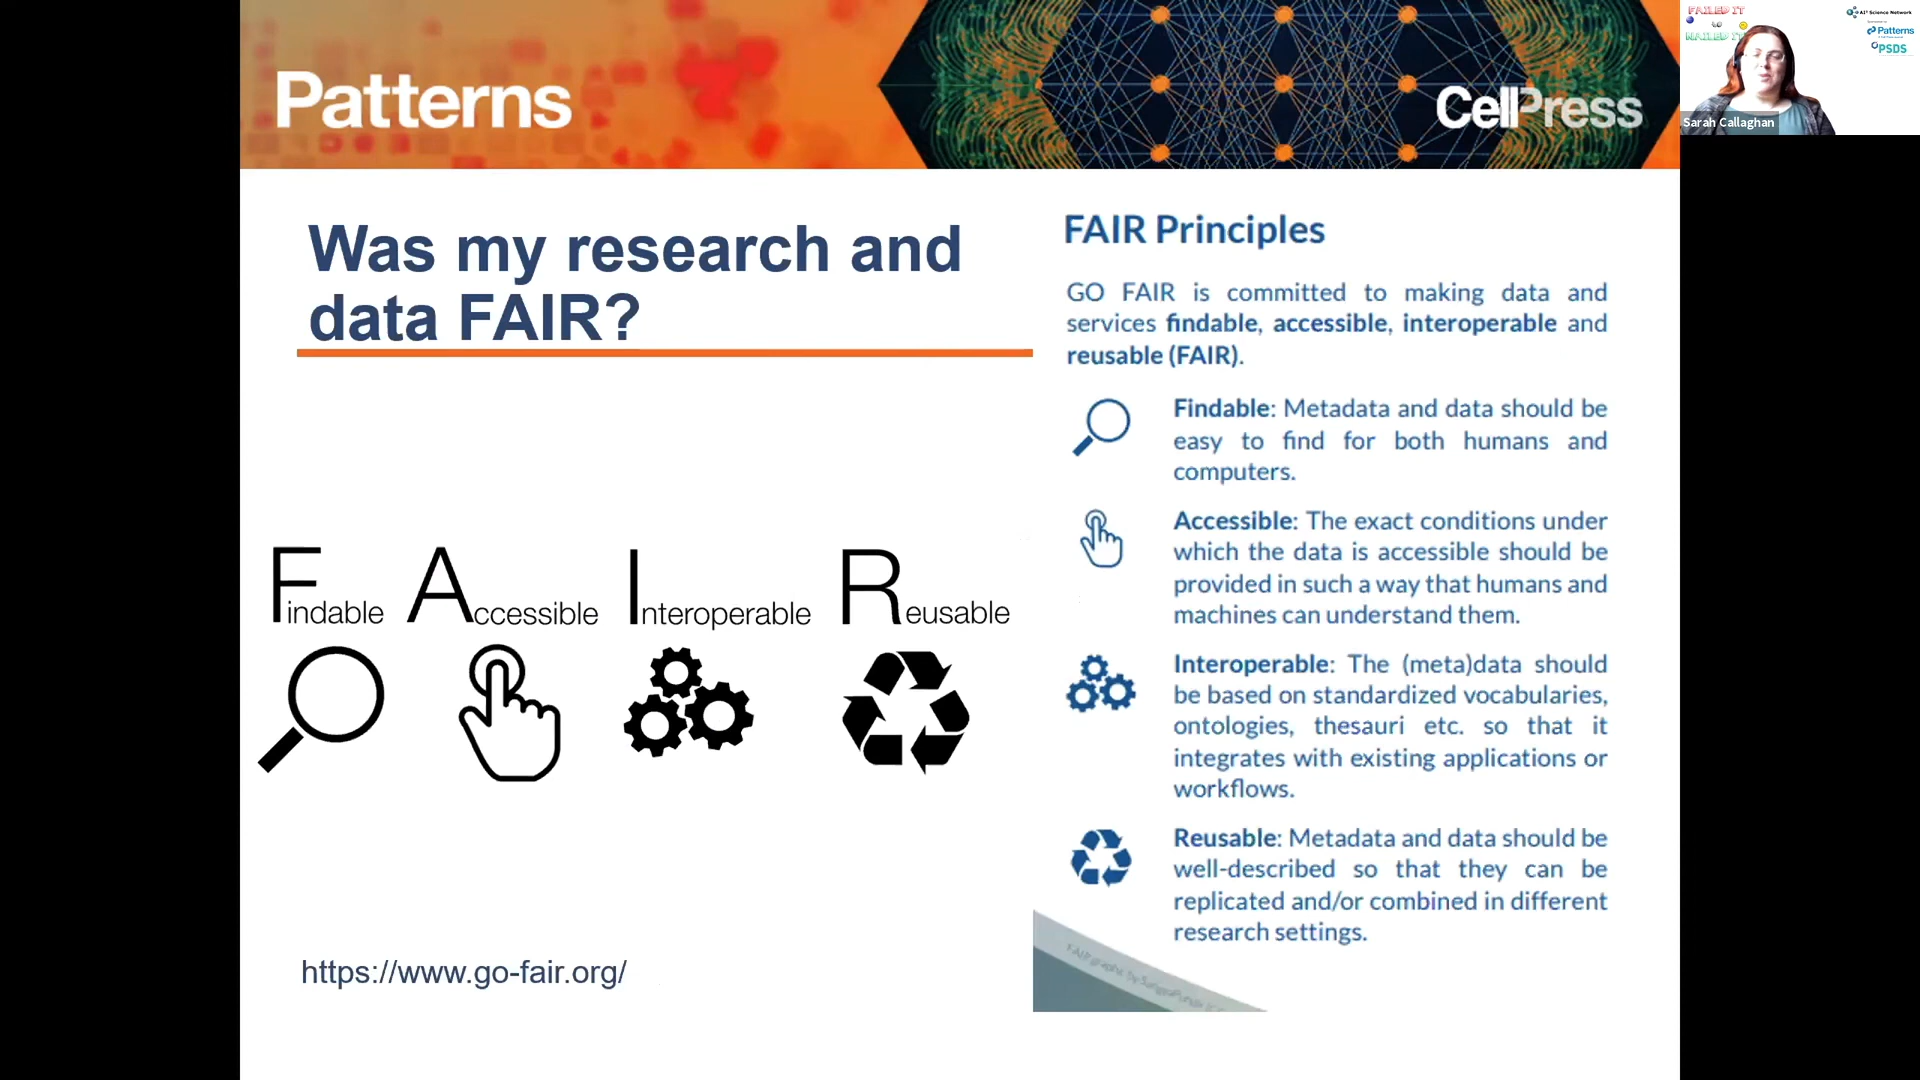 Patterns
CellPress
FAILED IT
to
NAILED IT
AI³ Science Network
Patterns
PSDS
Sarah Callaghan
Was my research and
data FAIR?
Findable Accessible Interoperable Reusable
https://www.go-fair.org/
FAIR Principles
GO FAIR is committed to making data and
services findable, accessible, interoperable and
reusable (FAIR).
Findable: Metadata and data should be
easy to find for both humans and
computers.
Accessible: The exact conditions under
which the data is accessible should be
provided in such a way that humans and
machines can understand them.
Interoperable: The (meta)data should
be based on standardized vocabularies,
ontologies, thesauri etc. so that it
integrates with existing applications or
workflows.
Reusable: Metadata and data should be
well-described so that they can be
replicated and/or combined in different
research settings.